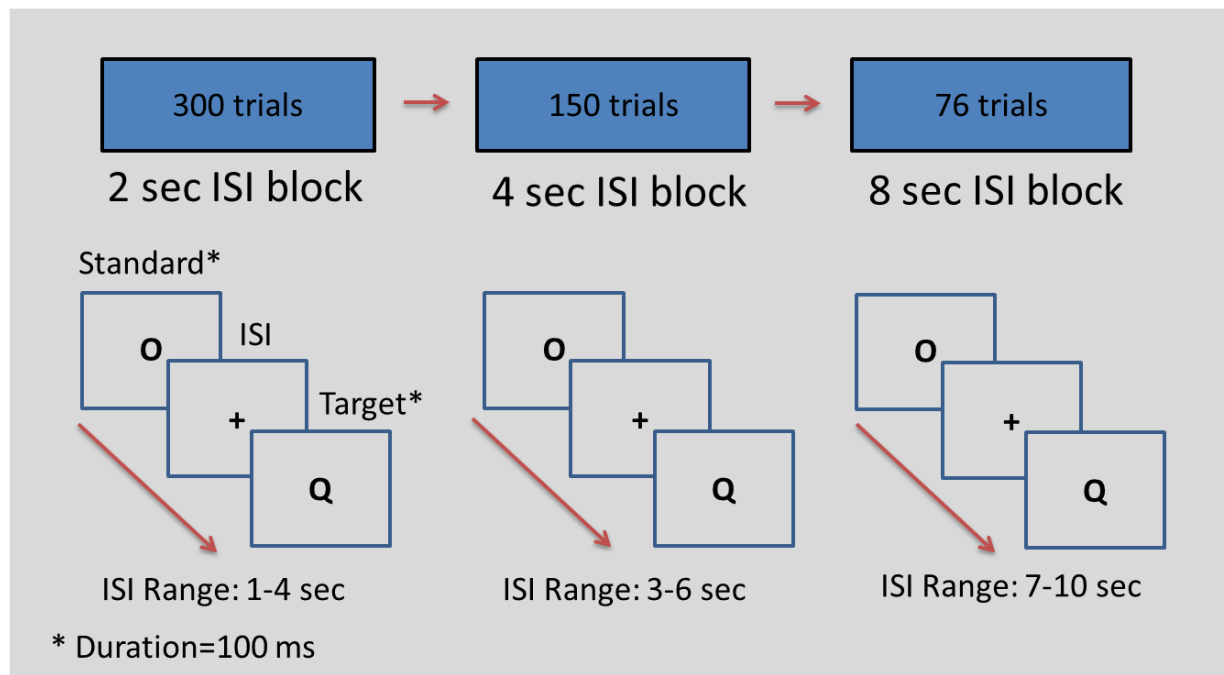 300 trials
150 trials
76 trials
2 sec ISI block
4 sec ISI block
8 sec ISI block
Standard*
O
ISI
+
Target*
Q
O
+
Q
O
+
Q
ISI Range: 1-4 sec
ISI Range: 3-6 sec
ISI Range: 7-10 sec
* Duration=100 ms